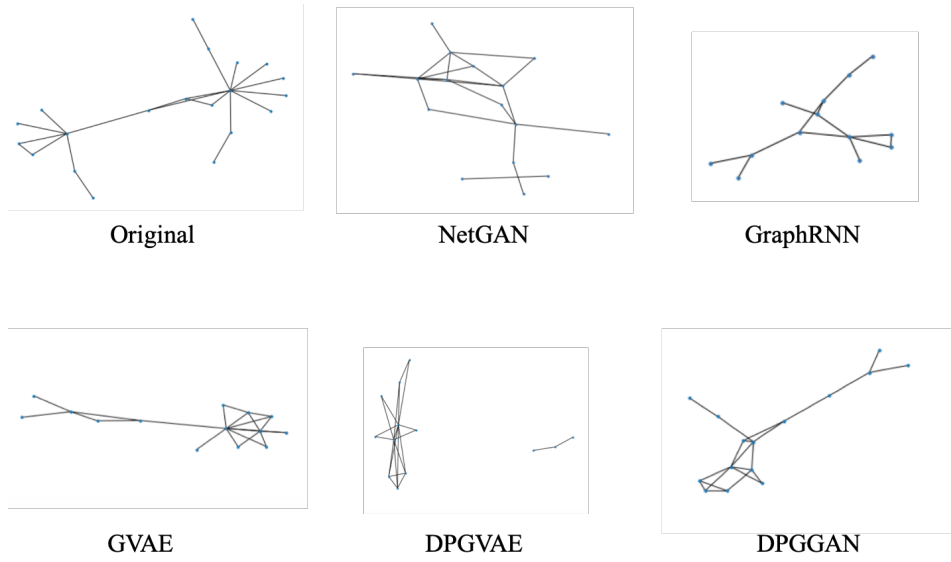 Original
NetGAN
GraphRNN
GVAE
DPGVAE
DPGGAN